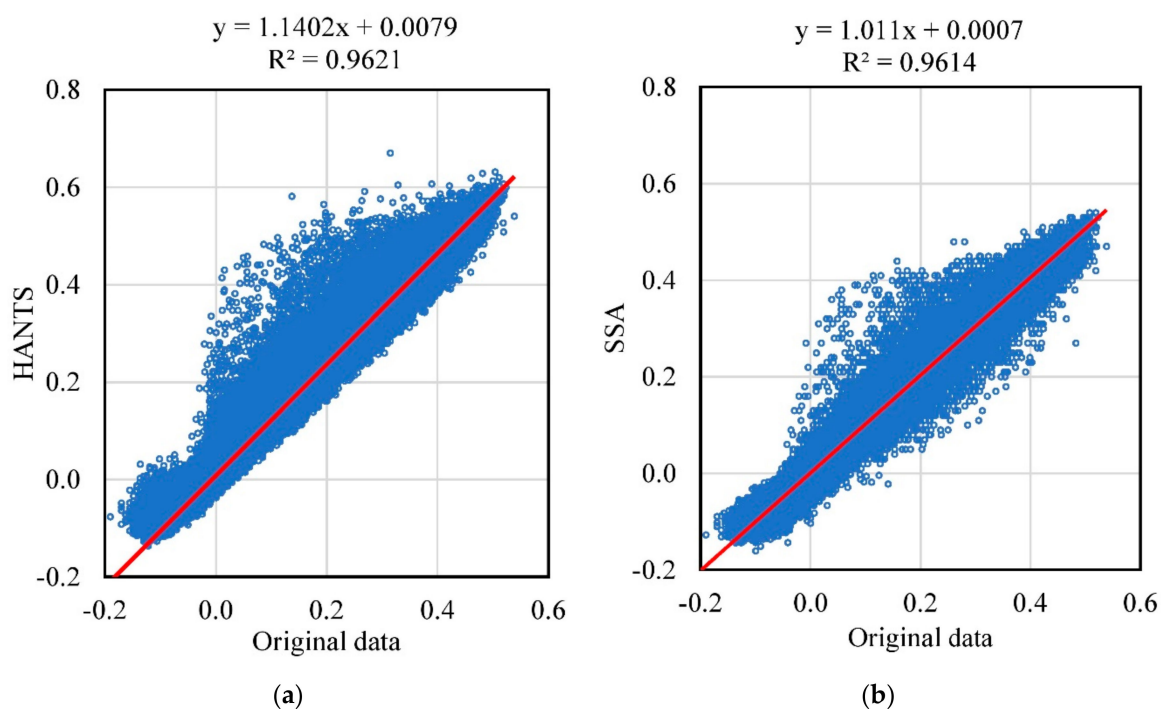 y = 1.1402x + 0.0079
R² = 0.9621
0.8
0.6
0.4
0.2
0.0
-0.2
HANTS
-0.2
0.0
0.2
0.4
0.6
Original data
(a)
y = 1.011x + 0.0007
R² = 0.9614
0.8
0.6
0.4
0.2
0.0
-0.2
SSA
-0.2
0.0
0.2
0.4
0.6
Original data
(b)